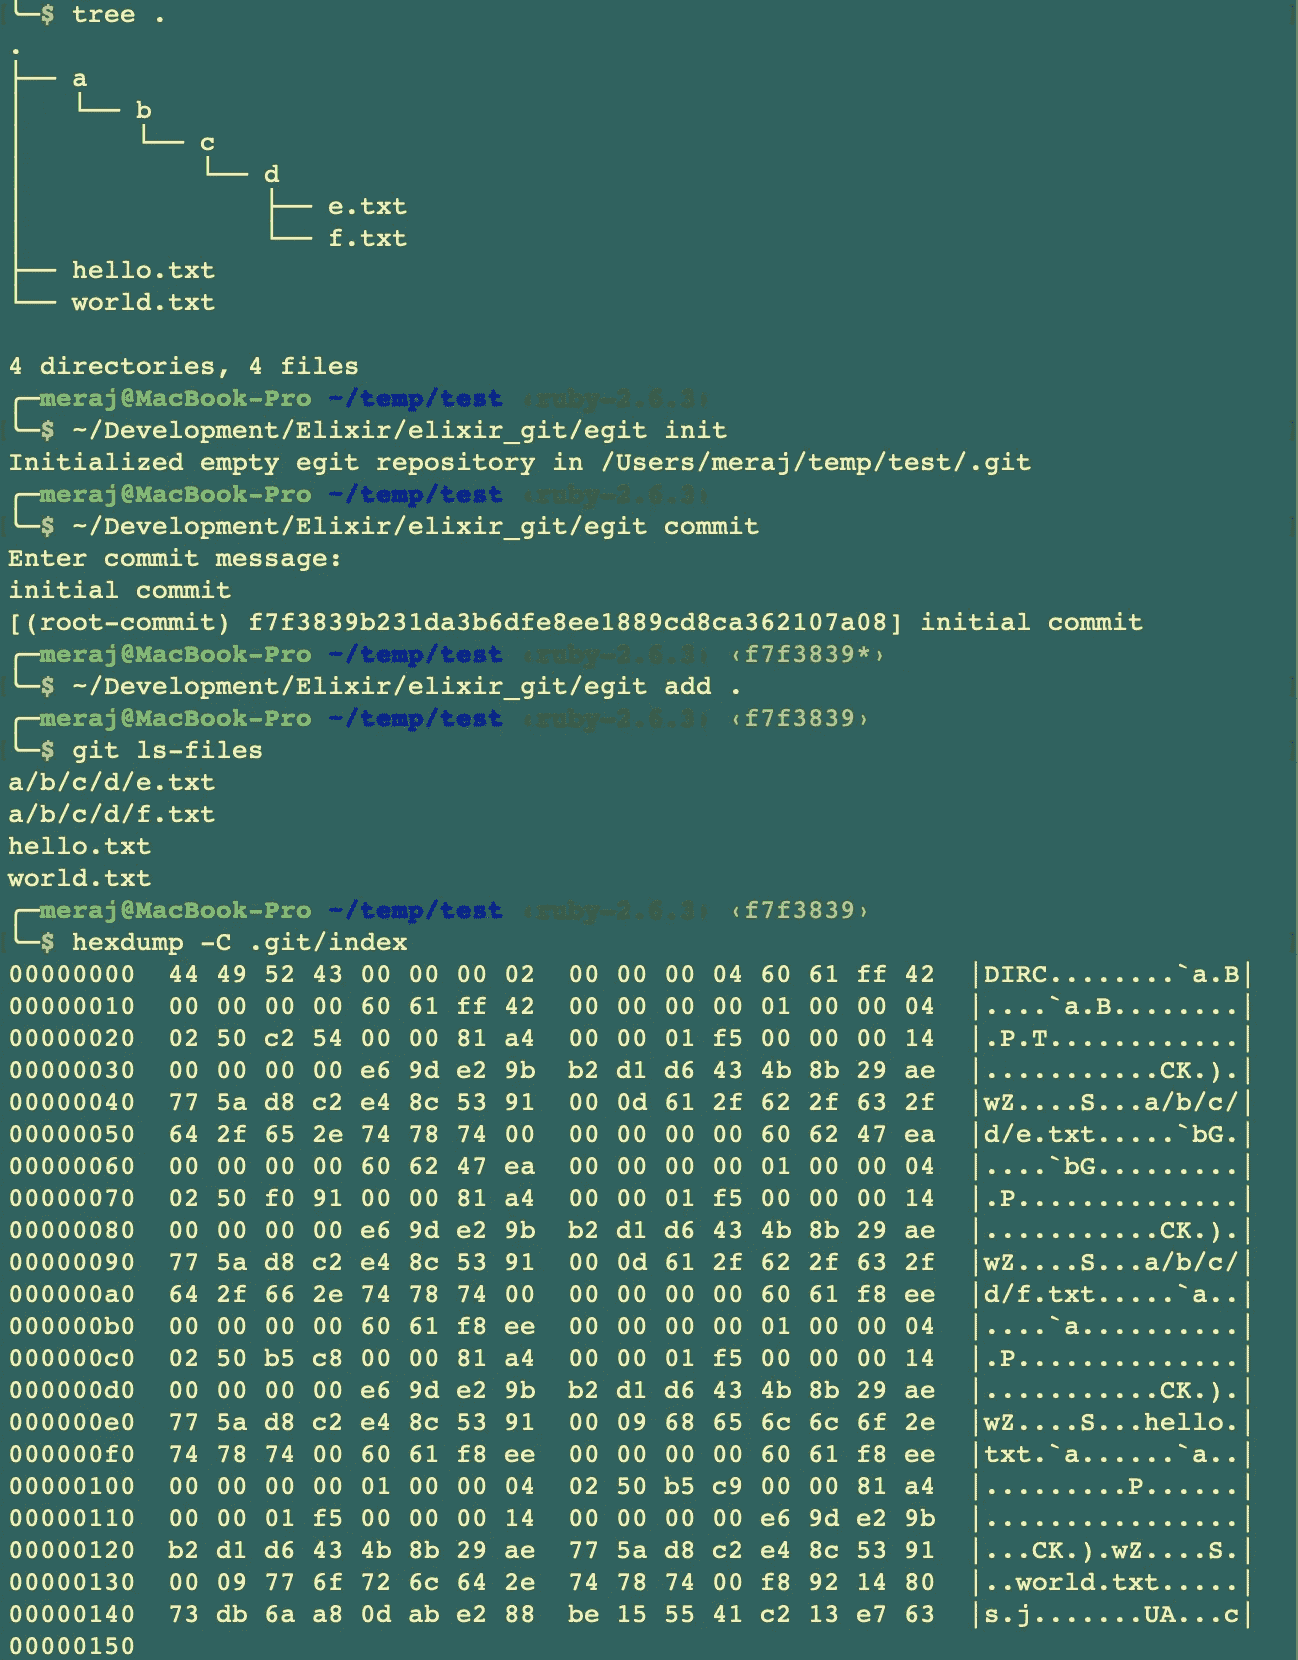 ╰─$ tree .
.
├── a
│   └── b
│       └── c
│           └── d
│               ├── e.txt
│               └── f.txt
├── hello.txt
└── world.txt
4 directories, 4 files
╭─meraj@MacBook-Pro ~/temp/test ‹ruby-2.6.3›
╰─$ ~/Development/Elixir/elixir_git/egit init
Initialized empty egit repository in /Users/meraj/temp/test/.git
╭─meraj@MacBook-Pro ~/temp/test ‹ruby-2.6.3›
╰─$ ~/Development/Elixir/elixir_git/egit commit
Enter commit message:
initial commit
[(root-commit) f7f3839b231da3b6dfe8ee1889cd8ca362107a08] initial commit
╭─meraj@MacBook-Pro ~/temp/test ‹ruby-2.6.3› ‹f7f3839*›
╰─$ ~/Development/Elixir/elixir_git/egit add .
╭─meraj@MacBook-Pro ~/temp/test ‹ruby-2.6.3› ‹f7f3839›
╰─$ git ls-files
a/b/c/d/e.txt
a/b/c/d/f.txt
hello.txt
world.txt
╭─meraj@MacBook-Pro ~/temp/test ‹ruby-2.6.3› ‹f7f3839›
╰─$ hexdump -C .git/index
00000000  44 49 52 43 00 00 00 02  00 00 00 04 60 61 ff 42  |DIRC........`a.B|
00000010  00 00 00 00 60 61 ff 42  00 00 00 00 01 00 00 04  |....`a.B........|
00000020  02 50 c2 54 00 00 81 a4  00 00 01 f5 00 00 00 14  |.P.T............|
00000030  00 00 00 00 e6 9d e2 9b  b2 d1 d6 43 4b 8b 29 ae  |...........CK.).|
00000040  77 5a d8 c2 e4 8c 53 91  00 0d 61 2f 62 2f 63 2f  |wZ....S...a/b/c/|
00000050  64 2f 65 2e 74 78 74 00  00 00 00 00 60 62 47 ea  |d/e.txt.....`bG.|
00000060  00 00 00 00 60 62 47 ea  00 00 00 00 01 00 00 04  |....`bG.........|
00000070  02 50 f0 91 00 00 81 a4  00 00 01 f5 00 00 00 14  |.P..............|
00000080  00 00 00 00 e6 9d e2 9b  b2 d1 d6 43 4b 8b 29 ae  |...........CK.).|
00000090  77 5a d8 c2 e4 8c 53 91  00 0d 61 2f 62 2f 63 2f  |wZ....S...a/b/c/|
000000a0  64 2f 66 2e 74 78 74 00  00 00 00 00 60 61 f8 ee  |d/f.txt.....`a..|
000000b0  00 00 00 00 60 61 f8 ee  00 00 00 00 01 00 00 04  |....`a..........|
000000c0  02 50 b5 c8 00 00 81 a4  00 00 01 f5 00 00 00 14  |.P..............|
000000d0  00 00 00 00 e6 9d e2 9b  b2 d1 d6 43 4b 8b 29 ae  |...........CK.).|
000000e0  77 5a d8 c2 e4 8c 53 91  00 09 68 65 6c 6c 6f 2e  |wZ....S...hello.|
000000f0  74 78 74 00 60 61 f8 ee  00 00 00 00 60 61 f8 ee  |txt.`a......`a..|
00000100  00 00 00 00 01 00 00 04  02 50 b5 c9 00 00 81 a4  |.........P......|
00000110  00 00 01 f5 00 00 00 14  00 00 00 00 e6 9d e2 9b  |................|
00000120  b2 d1 d6 43 4b 8b 29 ae  77 5a d8 c2 e4 8c 53 91  |...CK.).wZ....S.|
00000130  00 09 77 6f 72 6c 64 2e  74 78 74 00 f8 92 14 80  |..world.txt.....|
00000140  73 db 6a a8 0d ab e2 88  be 15 55 41 c2 13 e7 63  |s.j.......UA...c|
00000150